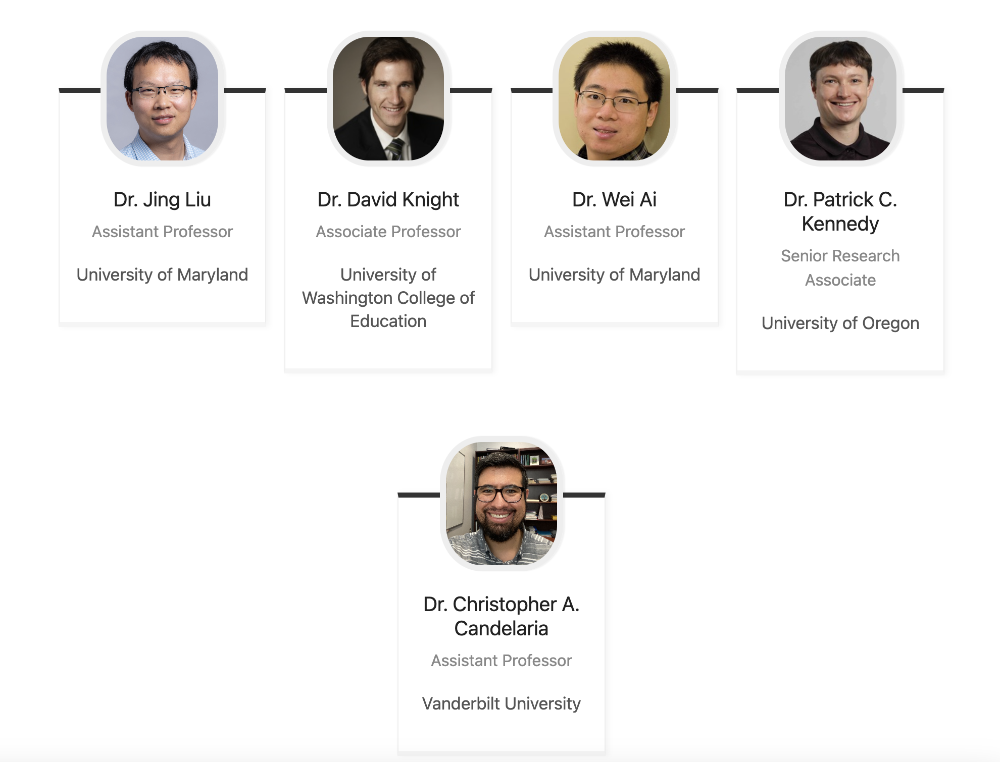 Dr. Jing Liu
Assistant Professor
University of Maryland
Dr. David Knight
Associate Professor
University of
Washington College of
Education
Dr. Wei Ai
Assistant Professor
University of Maryland
Dr. Patrick C.
Kennedy
Senior Research
Associate
University of Oregon
Dr. Christopher A.
Candelaria
Assistant Professor
Vanderbilt University